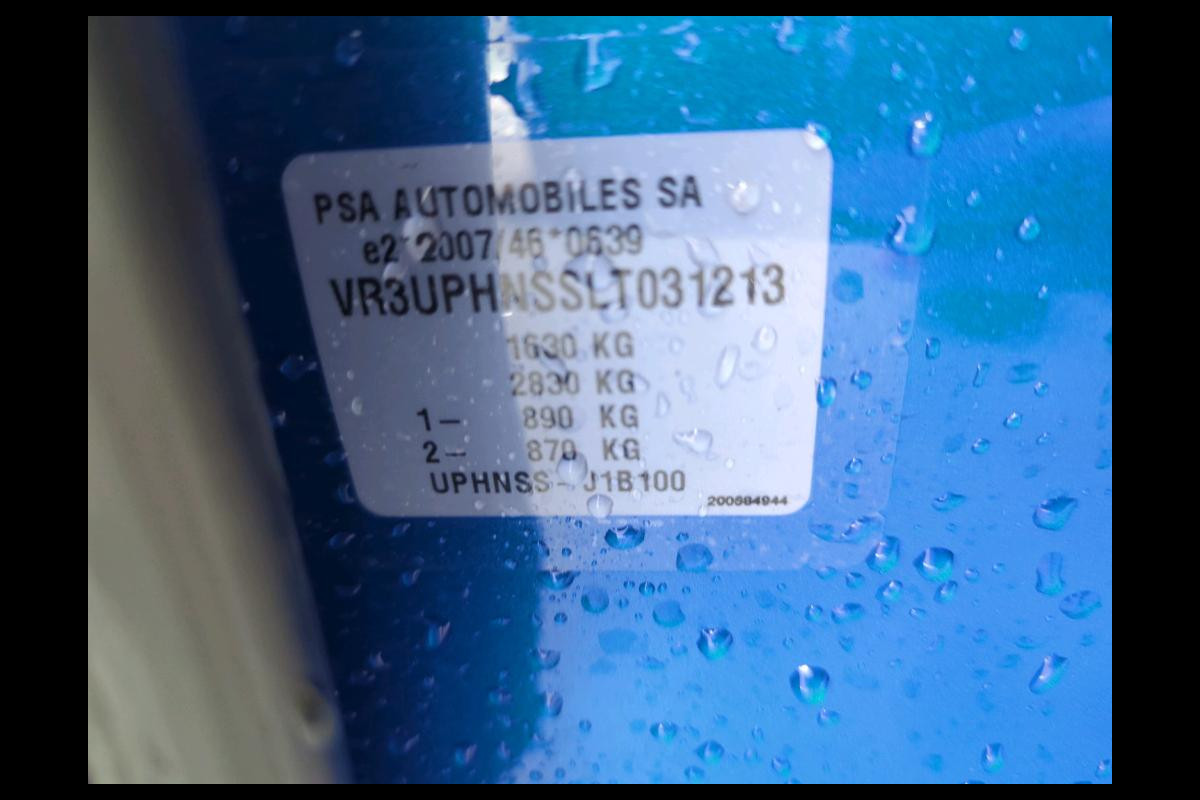 PSA AUTOMOBILES SA
e2*2007/46*0639
VR3UPHNSSLT031213
1630 KG
2830 KG
1- 890 KG
2- 870 KG
UPHNSS - J1B100
200684944